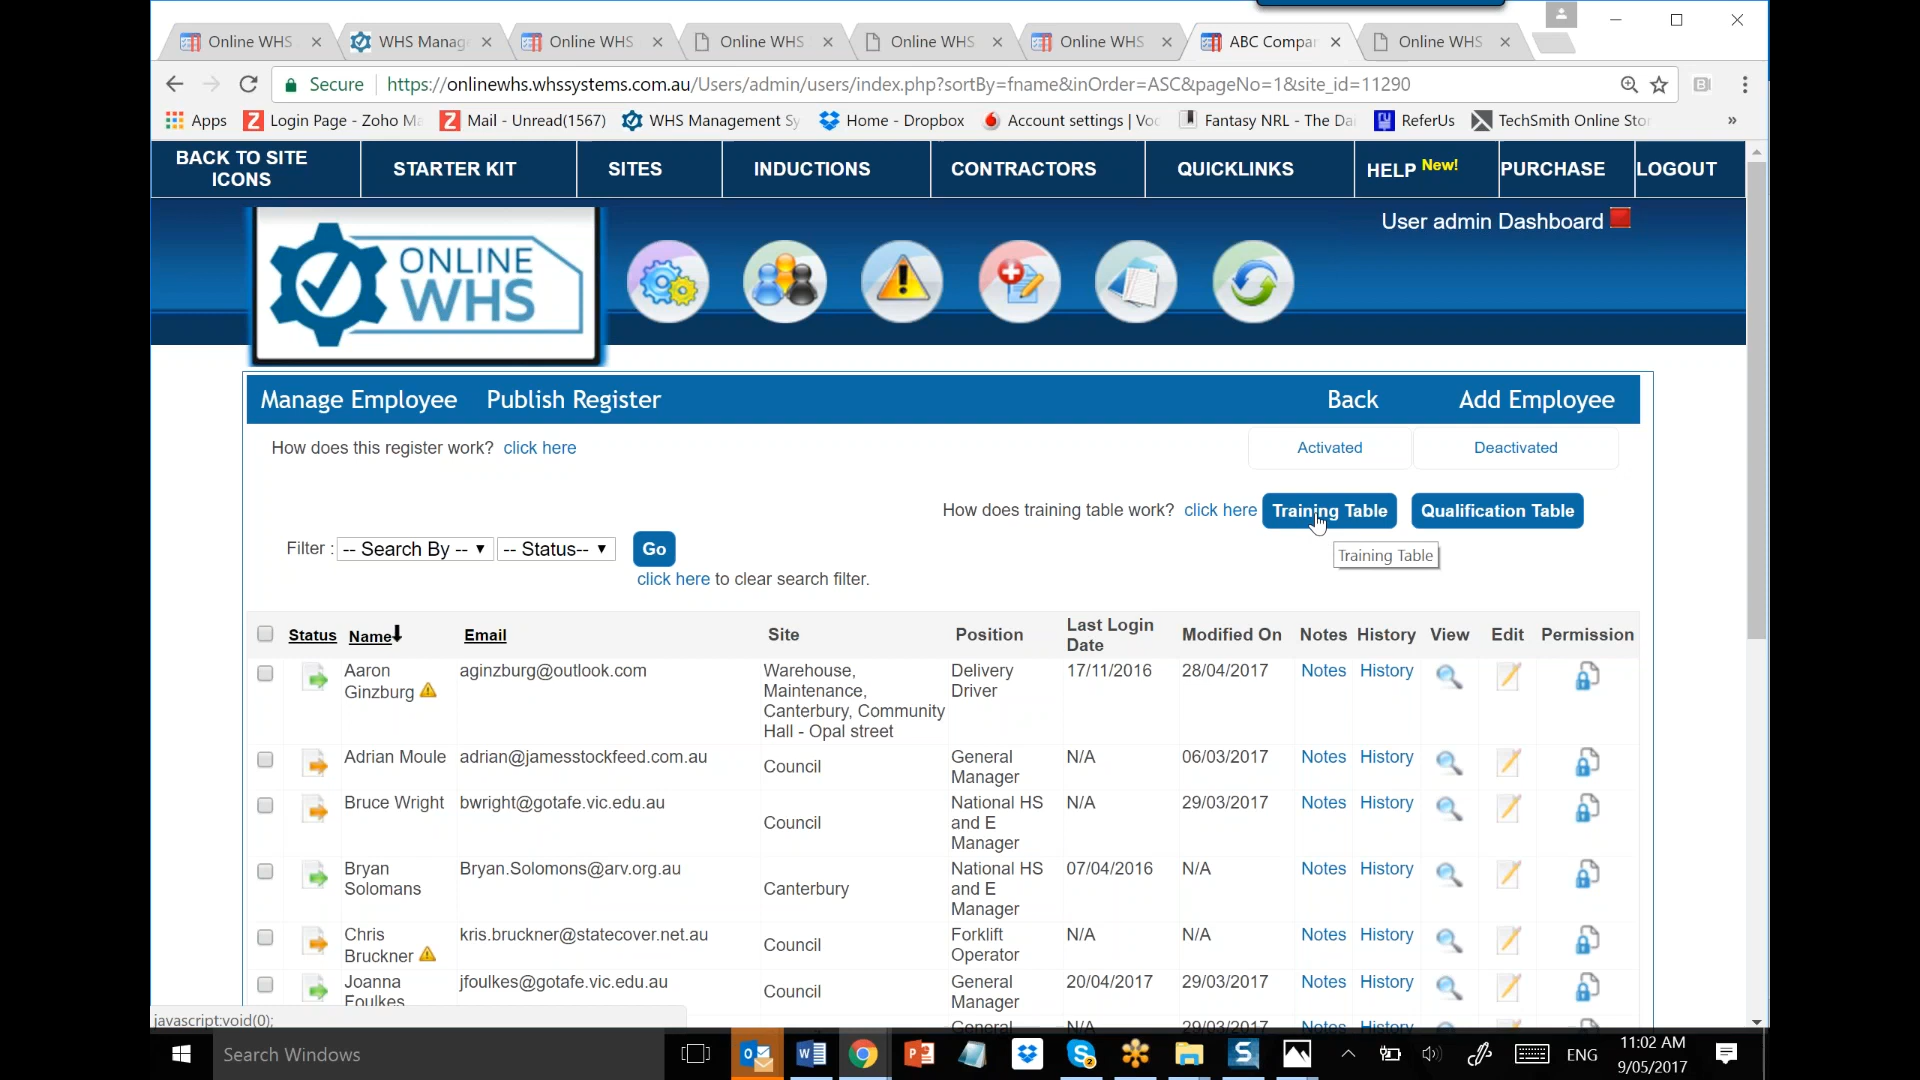 Online WHS
WHS Manag
Online WHS
Online WHS
Online WHS
Online WHS
ABC Compar
Online WHS
Secure
https://onlinewhs.whssystems.com.au/Users/admin/users/index.php?sortBy=fname&inOrder=ASC&pageNo=1&site_id=11290
Apps
Login Page - Zoho Ma
Mail - Unread(1567)
WHS Management Sy
Home - Dropbox
Account settings | Voc
Fantasy NRL - The Da
ReferUs
TechSmith Online Stor
»
BACK TO SITE
ICONS
STARTER KIT
SITES
INDUCTIONS
CONTRACTORS
QUICKLINKS
HELP New!
PURCHASE
LOGOUT
User admin Dashboard
ONLINE
WHS
Manage Employee Publish Register Back Add Employee
How does this register work? click here
Activated
Deactivated
How does training table work? click here Training Table Qualification Table
Filter : -- Search By -- -- Status-- Go
Training Table
click here to clear search filter.
Status Name Email Site Position Last Login Date Modified On Notes History View Edit Permission
Aaron
Ginzburg
aginzburg@outlook.com
Warehouse,
Maintenance,
Canterbury, Community
Hall - Opal street
Delivery
Driver
17/11/2016
28/04/2017
Notes History
Adrian Moule
adrian@jamesstockfeed.com.au
Council
General
Manager
N/A
06/03/2017
Notes History
Bruce Wright
bwright@gotafe.vic.edu.au
Council
National HS
and E
Manager
N/A
29/03/2017
Notes History
Bryan
Solomans
Bryan.Solomons@arv.org.au
Canterbury
National HS
and E
Manager
07/04/2016
N/A
Notes History
Chris
Bruckner
kris.bruckner@statecover.net.au
Council
Forklift
Operator
N/A
N/A
Notes History
Joanna
Foulkes
jfoulkes@gotafe.vic.edu.au
Council
General
Manager
20/04/2017
29/03/2017
Notes History
General
N/A
29/03/2017
Notes History
javascript:void(0);
Search Windows
ENG
11:02 AM
9/05/2017